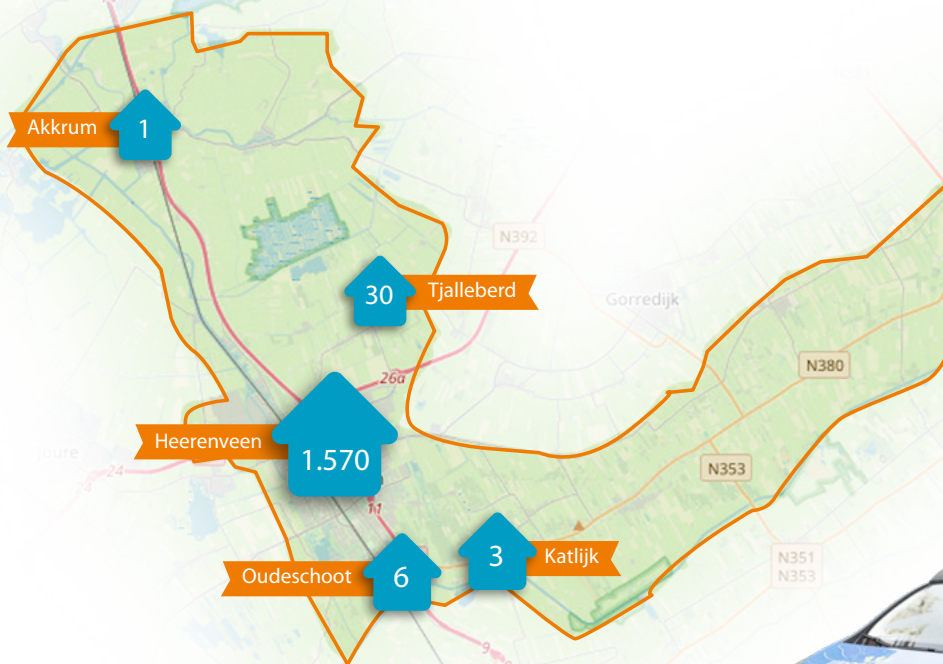 Akkrum
1
N392
30
Tjalleberd
Gorredijk
N380
26a
Heerenveen
1.570
Joure
24
N353
11
3
Katlijk
Oudeschoot
6
N351
N353
9